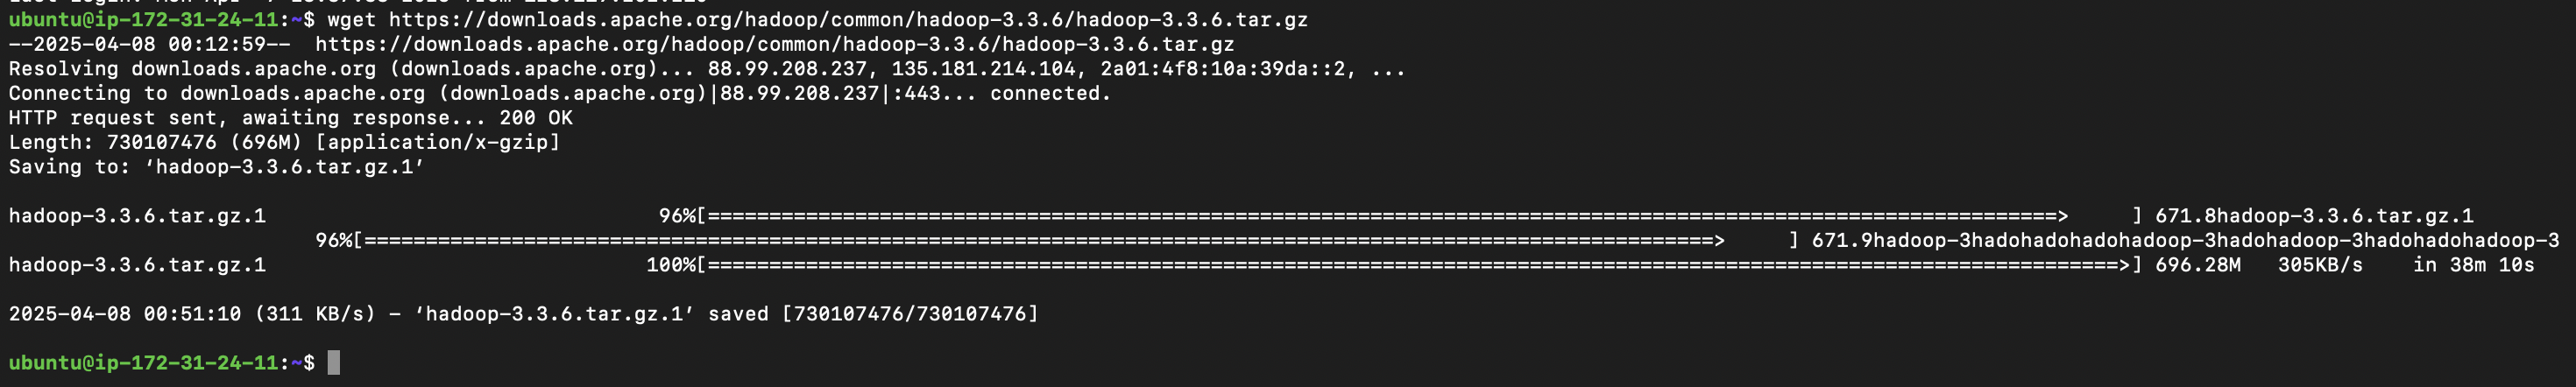 ubuntu@ip-172-31-24-11:~$ wget https://downloads.apache.org/hadoop/common/hadoop-3.3.6/hadoop-3.3.6.tar.gz
--2025-04-08 00:12:59--  https://downloads.apache.org/hadoop/common/hadoop-3.3.6/hadoop-3.3.6.tar.gz
Resolving downloads.apache.org (downloads.apache.org)... 88.99.208.237, 135.181.214.104, 2a01:4f8:10a:39da::2, ...
Connecting to downloads.apache.org (downloads.apache.org)|88.99.208.237|:443... connected.
HTTP request sent, awaiting response... 200 OK
Length: 730107476 (696M) [application/x-gzip]
Saving to: ‘hadoop-3.3.6.tar.gz.1’
hadoop-3.3.6.tar.gz.1                                96%[==============================================================================================================>     ] 671.8hadoop-3.3.6.tar.gz.1
96%[==============================================================================================================>     ] 671.9hadoop-3hadohadohadohadoop-3hadohadoop-3hadohadohadoop-3
hadoop-3.3.6.tar.gz.1                               100%[===================================================================================================================>] 696.28M   305KB/s    in 38m 10s
2025-04-08 00:51:10 (311 KB/s) - ‘hadoop-3.3.6.tar.gz.1’ saved [730107476/730107476]
ubuntu@ip-172-31-24-11:~$